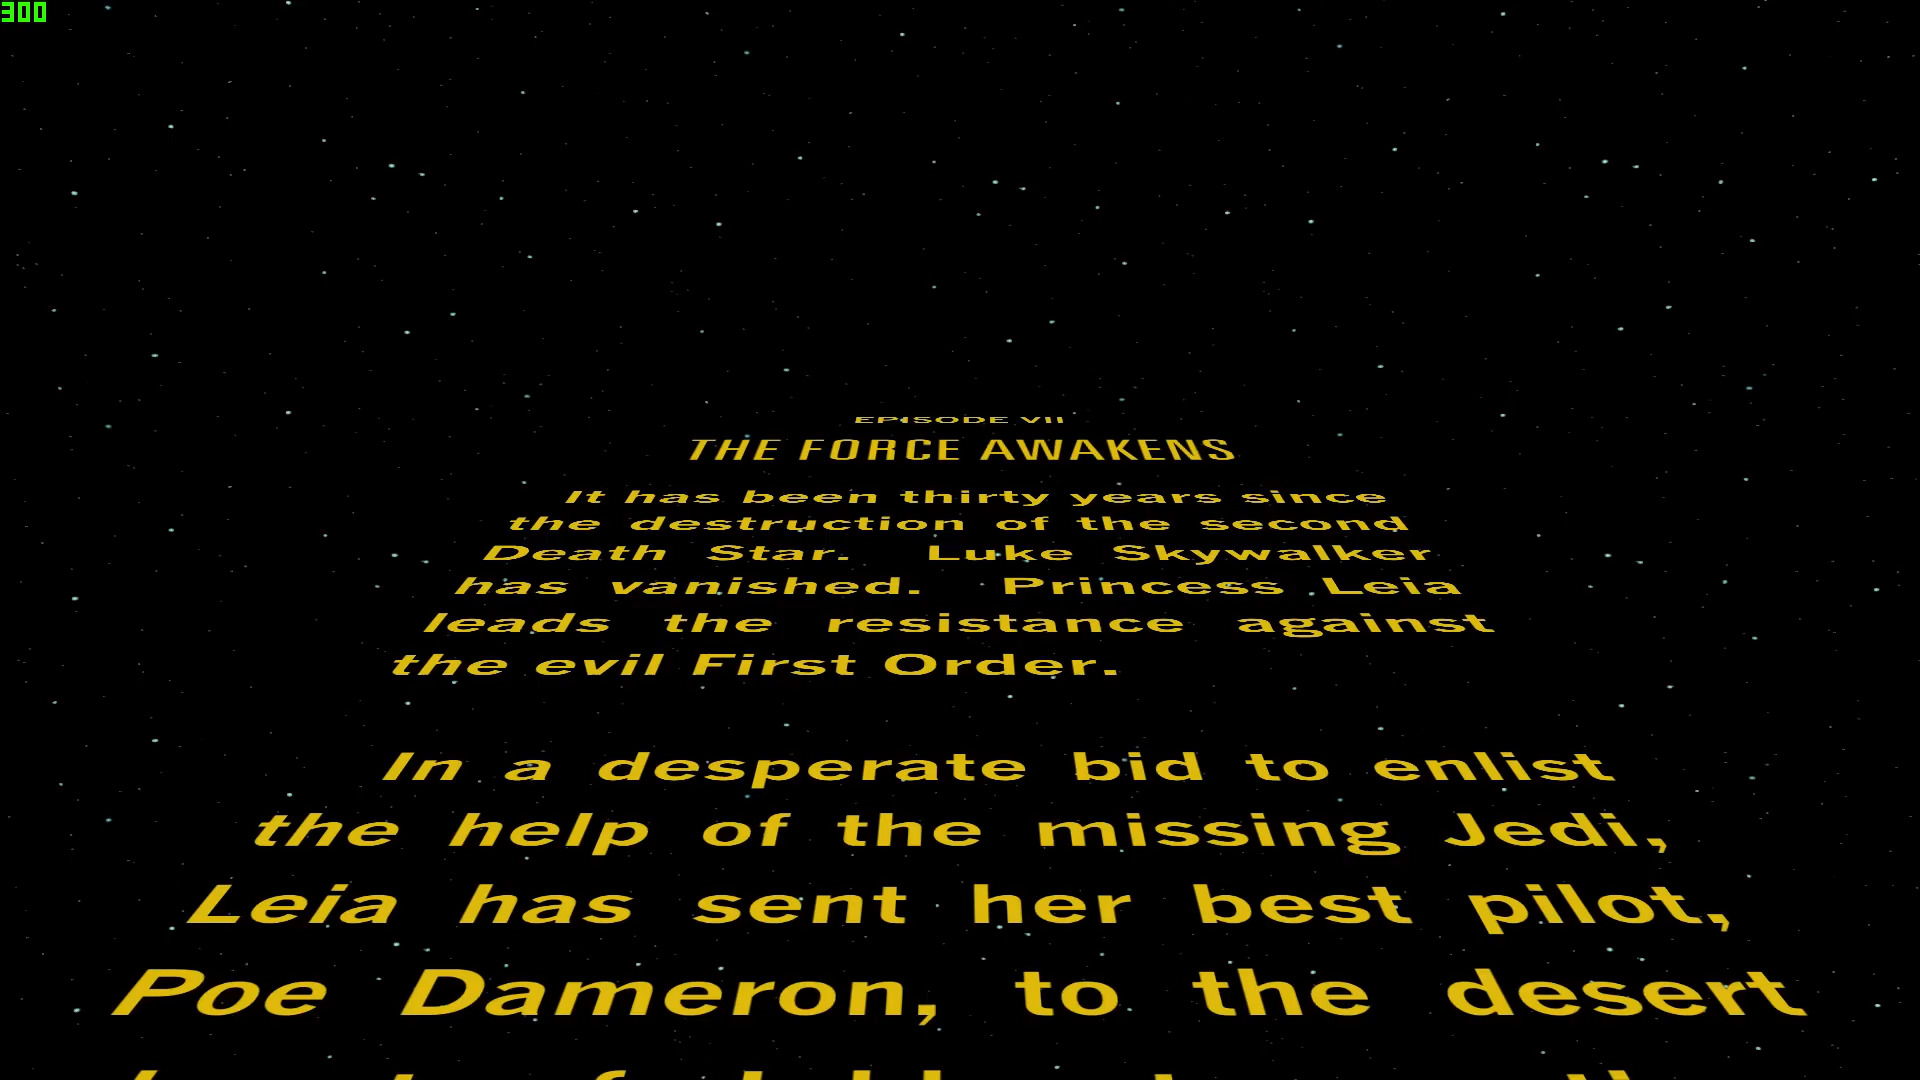 300
EPISODE VII
THE FORCE AWAKENS
It has been thirty years since
the destruction of the second
Death Star. Luke Skywalker
has vanished. Princess Leia
leads the resistance against
the evil First Order.
In a desperate bid to enlist
the help of the missing Jedi,
Leia has sent her best pilot,
Poe Dameron, to the desert